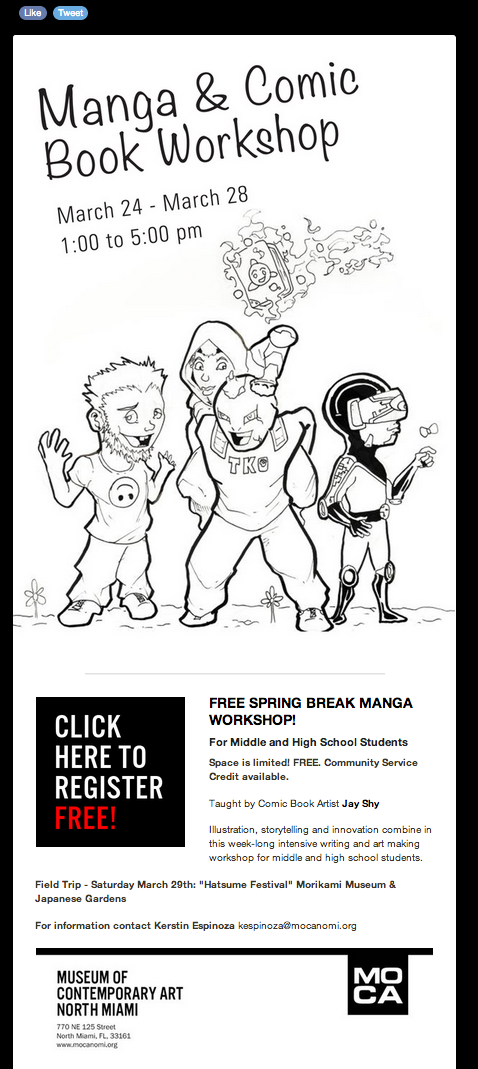 Like Tweet
Manga & Comic
Book Workshop
March 24 - March 28
1:00 to 5:00 pm
TKO
CLICK
HERE TO
REGISTER
FREE!
FREE SPRING BREAK MANGA
WORKSHOP!
For Middle and High School Students
Space is limited! FREE. Community Service
Credit available.
Taught by Comic Book Artist Jay Shy
Illustration, storytelling and innovation combine in
this week-long intensive writing and art making
workshop for middle and high school students.
Field Trip - Saturday March 29th: "Hatsume Festival" Morikami Museum &
Japanese Gardens
For information contact Kerstin Espinoza kespinoza@mocanomi.org
MUSEUM OF
CONTEMPORARY ART
NORTH MIAMI
770 NE 125 Street
North Miami, FL, 33161
www.mocanomi.org
MO
CA